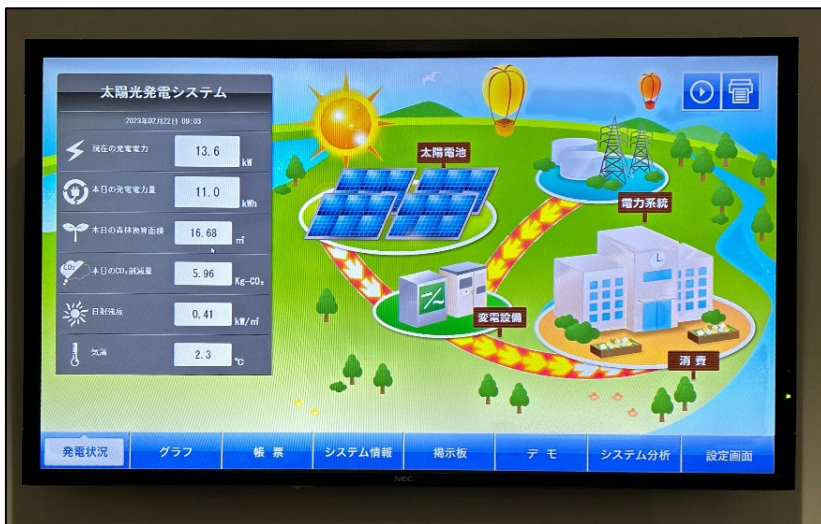 太陽光発電システム
2023年02月22日 09:03
現在の発電電力 13.6 kW
本日の発電電力量 11.0 kWh
本日の森林換算面積 16.68 ㎡
CO₂ 本日のCO₂削減量 5.96 Kg-CO₂
日射強度 0.41 kW/㎡
気温 2.3 ℃
太陽電池
電力系統
変電設備
消費
発電状況 グラフ 帳票 システム情報 掲示板 デモ システム分析 設定画面
NEC